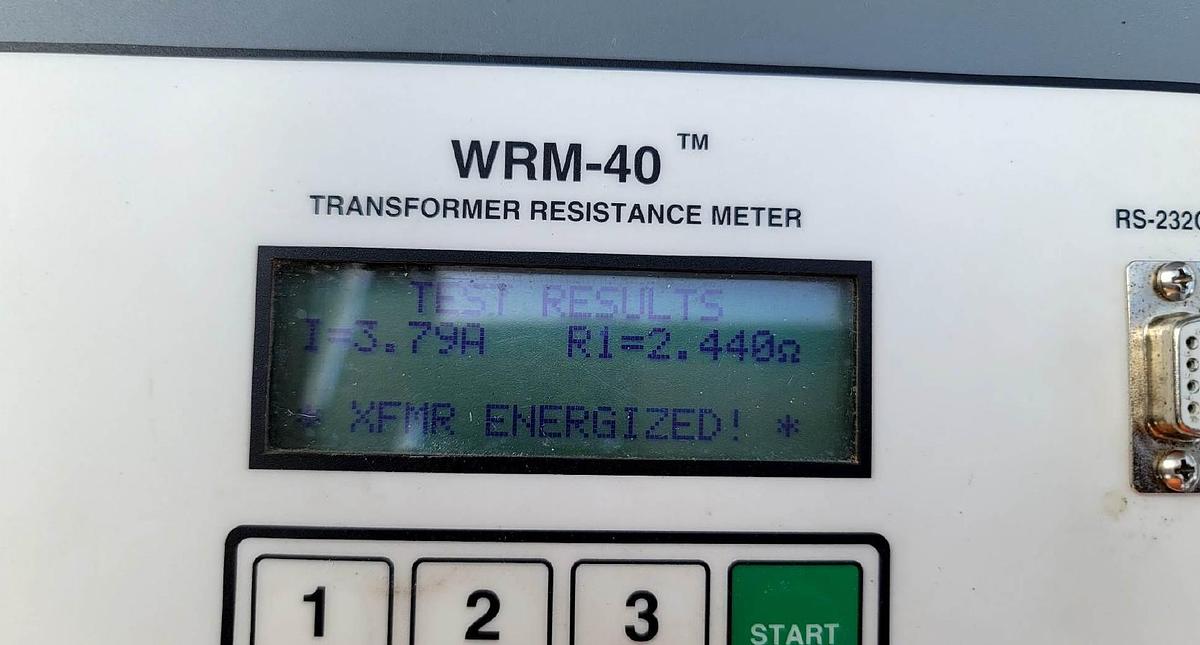 WRM-40 ™
TRANSFORMER RESISTANCE METER
RS-232C
TEST RESULTS
I=3.79A R1=2.440Ω
* XFMR ENERGIZED! *
1 2 3 START